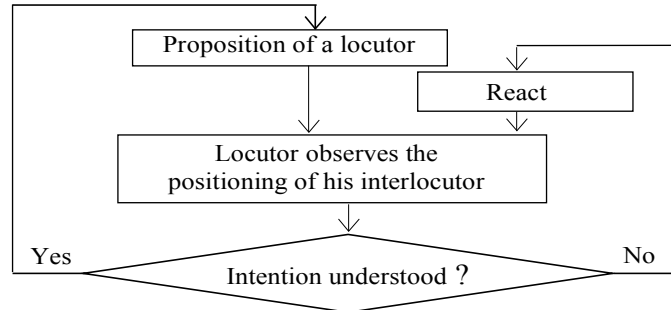 Proposition of a locutor
React
Locutor observes the
positioning of his interlocutor
Yes
No
Intention understood ?